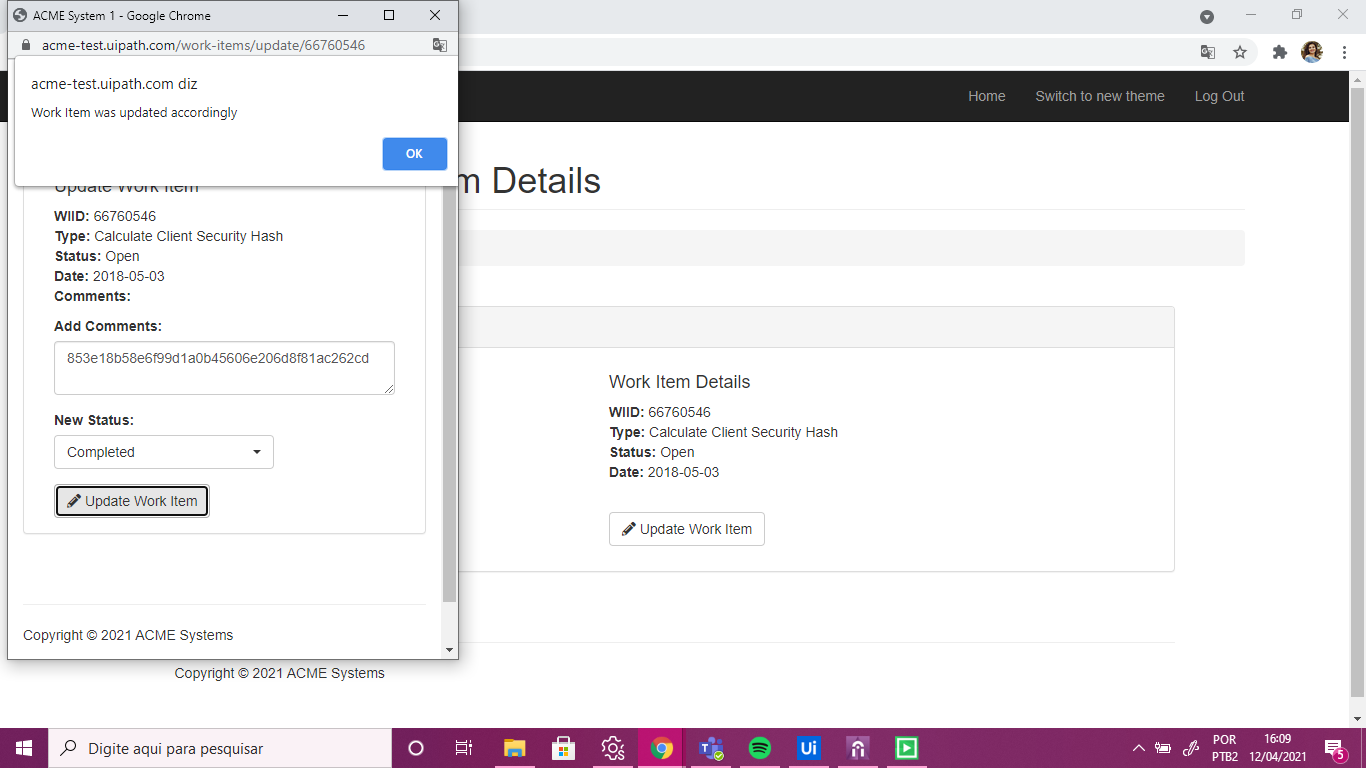 ACME System 1 - Google Chrome
acme-test.uipath.com/work-items/update/66760546
acme-test.uipath.com diz
Work Item was updated accordingly
OK
Home
Switch to new theme
Log Out
m Details
Update Work Item
WIID: 66760546
Type: Calculate Client Security Hash
Status: Open
Date: 2018-05-03
Comments:
Add Comments:
853e18b58e6f99d1a0b45606e206d8f81ac262cd
New Status:
Completed
Update Work Item
Copyright © 2021 ACME Systems
Work Item Details
WIID: 66760546
Type: Calculate Client Security Hash
Status: Open
Date: 2018-05-03
Update Work Item
Copyright © 2021 ACME Systems
Digite aqui para pesquisar
Ui
POR
PTB2
16:09
12/04/2021
5